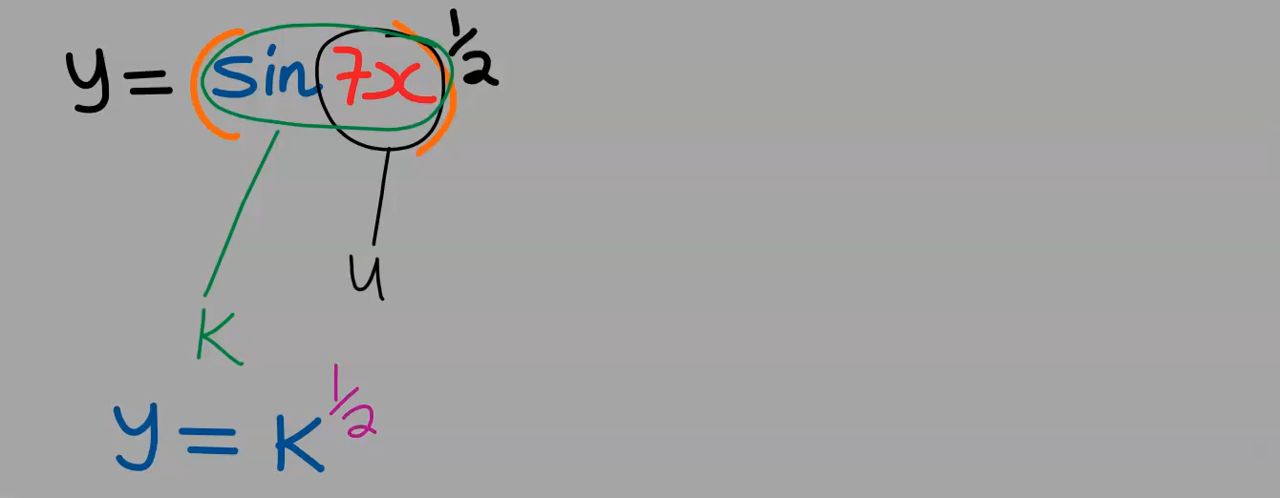 y = (sin 7x)^1/2
u
K
y = K^1/2